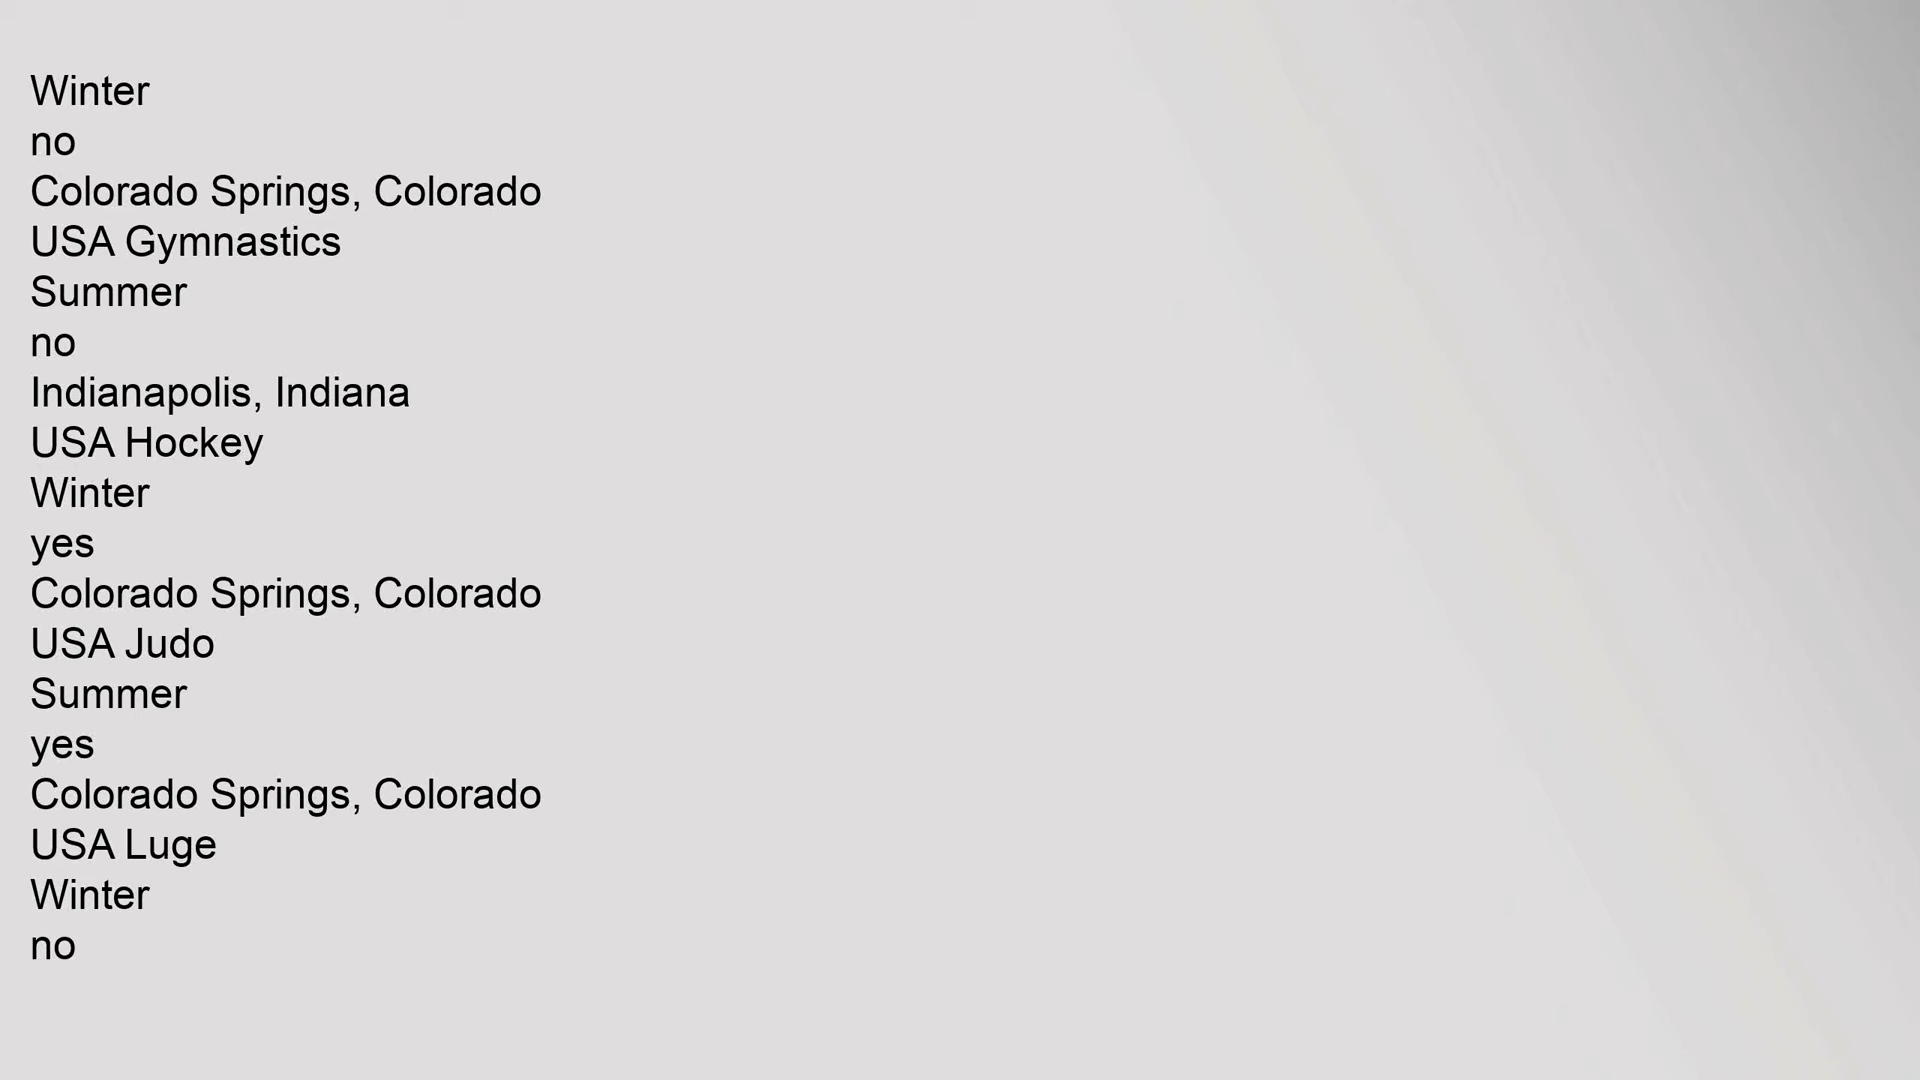 Winter
no
Colorado Springs, Colorado
USA Gymnastics
Summer
no
Indianapolis, Indiana
USA Hockey
Winter
yes
Colorado Springs, Colorado
USA Judo
Summer
yes
Colorado Springs, Colorado
USA Luge
Winter
no